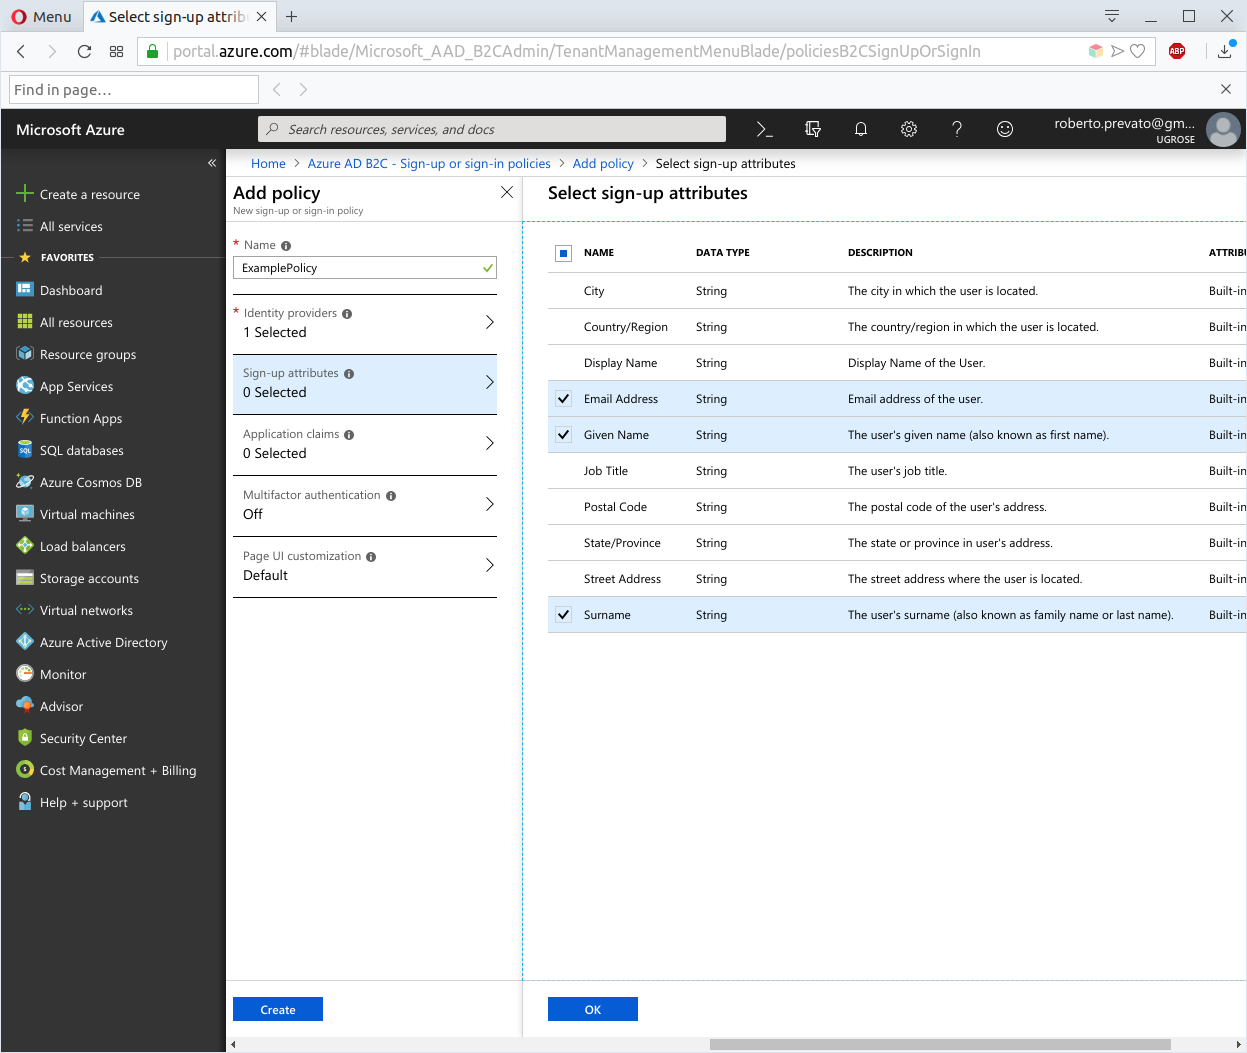 Menu
Select sign-up attrib
portal.azure.com/#blade/Microsoft_AAD_B2CAdmin/TenantManagementMenuBlade/policiesB2CSignUpOrSignIn
ABP
Find in page...
Microsoft Azure
Search resources, services, and docs
roberto.prevato@gm...
UGROSE
Create a resource
All services
FAVORITES
Dashboard
All resources
Resource groups
App Services
Function Apps
SQL databases
Azure Cosmos DB
Virtual machines
Load balancers
Storage accounts
Virtual networks
Azure Active Directory
Monitor
Advisor
Security Center
Cost Management + Billing
Help + support
Home > Azure AD B2C - Sign-up or sign-in policies > Add policy > Select sign-up attributes
Add policy
New sign-up or sign-in policy
* Name
ExamplePolicy
* Identity providers
1 Selected
Sign-up attributes
0 Selected
Application claims
0 Selected
Multifactor authentication
Off
Page UI customization
Default
Create
Select sign-up attributes
NAME DATA TYPE DESCRIPTION ATTRIBU
City String The city in which the user is located. Built-in
Country/Region String The country/region in which the user is located. Built-in
Display Name String Display Name of the User. Built-in
Email Address String Email address of the user. Built-in
Given Name String The user's given name (also known as first name). Built-in
Job Title String The user's job title. Built-in
Postal Code String The postal code of the user's address. Built-in
State/Province String The state or province in user's address. Built-in
Street Address String The street address where the user is located. Built-in
Surname String The user's surname (also known as family name or last name). Built-in
OK